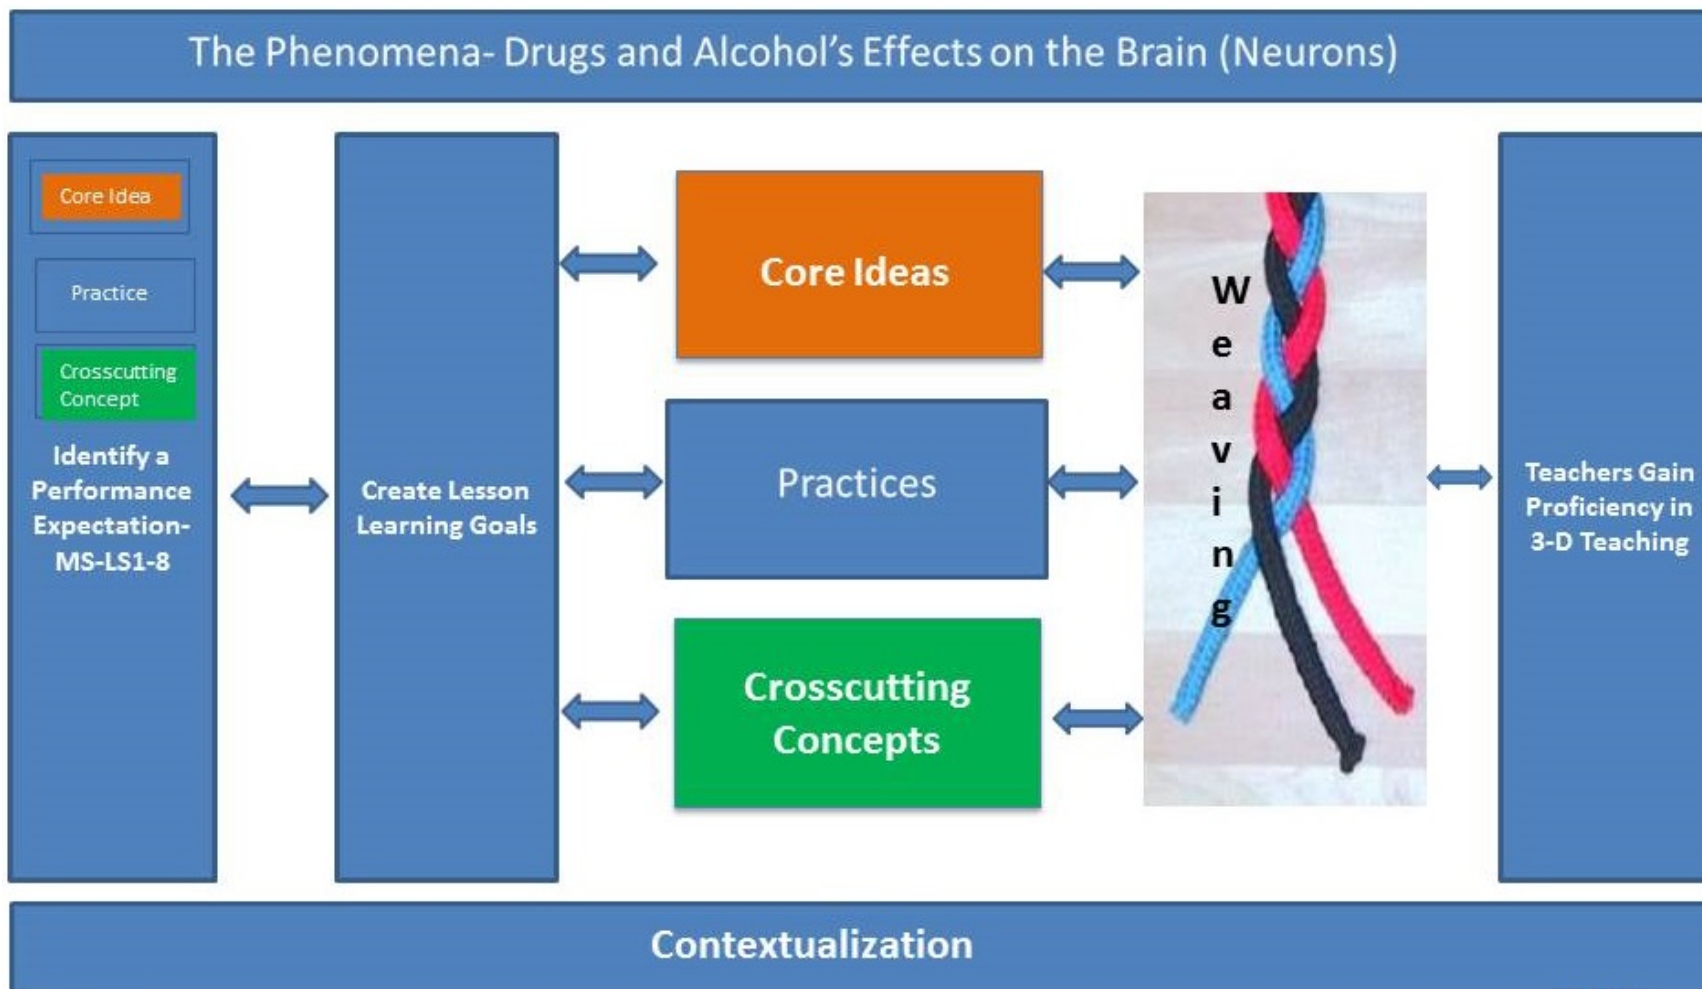 The Phenomena- Drugs and Alcohol's Effects on the Brain (Neurons)
Core Idea
Practice
Crosscutting
Concept
Identify a
Performance
Expectation-
MS-LS1-8
Create Lesson
Learning Goals
Core Ideas
Practices
Crosscutting
Concepts
Weaving
Teachers Gain
Proficiency in
3-D Teaching
Contextualization